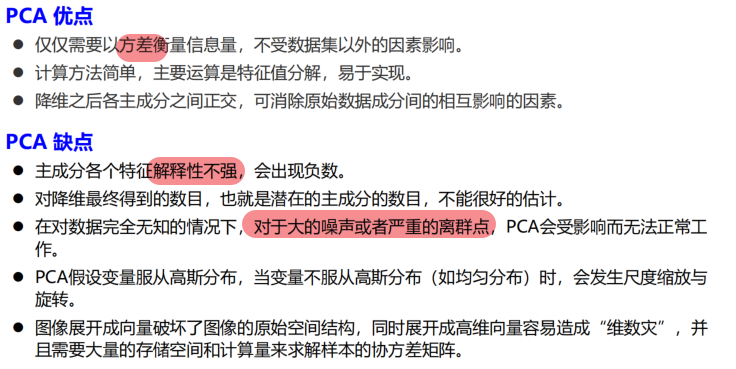 PCA 优点
● 仅仅需要以方差衡量信息量，不受数据集以外的因素影响。
● 计算方法简单，主要运算是特征值分解，易于实现。
● 降维之后各主成分之间正交，可消除原始数据成分间的相互影响的因素。
PCA 缺点
● 主成分各个特征解释性不强，会出现负数。
● 对降维最终得到的数目，也就是潜在的主成分的数目，不能很好的估计。
● 在对数据完全无知的情况下，对于大的噪声或者严重的离群点，PCA会受影响而无法正常工
作。
● PCA假设变量服从高斯分布，当变量不服从高斯分布（如均匀分布）时，会发生尺度缩放与
旋转。
● 图像展开成向量破坏了图像的原始空间结构，同时展开成高维向量容易造成“维数灾”，并
且需要大量的存储空间和计算量来求解样本的协方差矩阵。